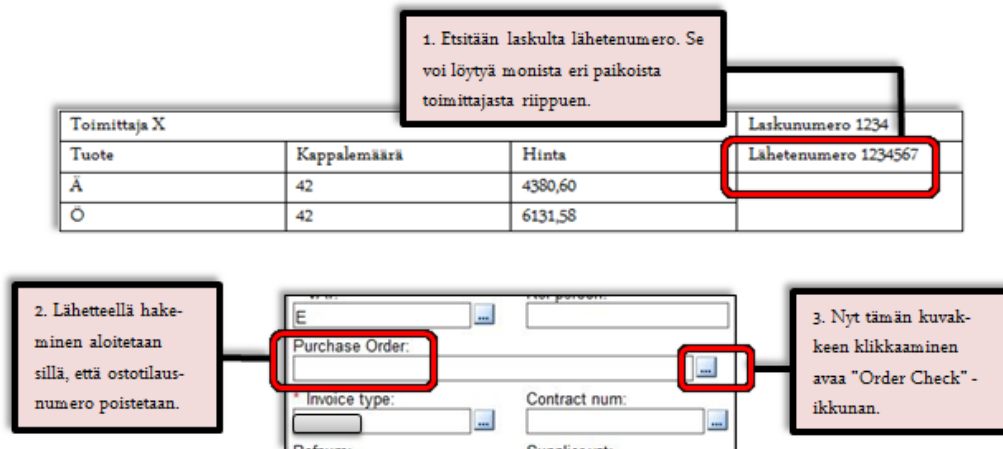 1. Etsitään laskulta lähetenumero. Se
voi löytyä monista eri paikoista
toimittajasta riippuen.
Toimittaja X Laskunumero 1234
Tuote Kappalemäärä Hinta Lähetenumero 1234567
Ä 42 4380,60
Ö 42 6131,58
2. Lähetteellä hake-
minen aloitetaan
sillä, että ostotilaus-
numero poistetaan.
E
Purchase Order:
* Invoice type: Contract num:
3. Nyt tämän kuvak-
keen klikkaaminen
avaa "Order Check" -
ikkunan.